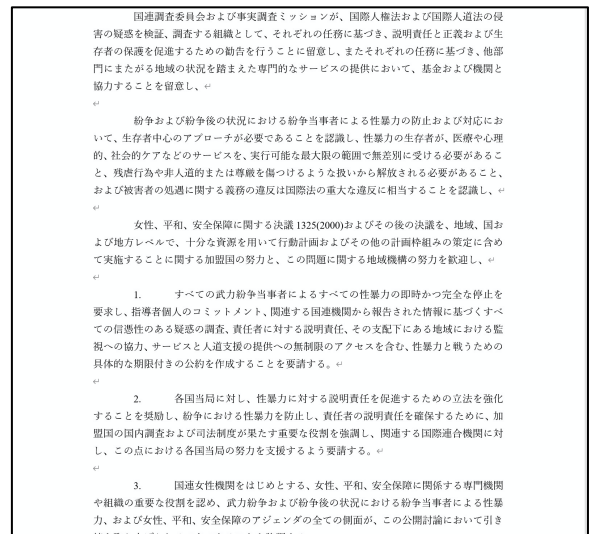 国連調査委員会および事実調査ミッションが、国際人権法および国際人道法の侵
害の疑惑を検証、調査する組織として、それぞれの任務に基づき、説明責任と正義および生
存者の保護を促進するための勧告を行うことに留意し、またそれぞれの任務に基づき、他部
門にまたがる地域の状況を踏まえた専門的なサービスの提供において、基金および機関と
協力することを留意し、↵
↵
紛争および紛争後の状況における紛争当事者による性暴力の防止および対応にお
いて、生存者中心のアプローチが必要であることを認識し、性暴力の生存者が、医療や心理
的、社会的ケアなどのサービスを、実行可能な最大限の範囲で無差別に受ける必要があるこ
と、残虐行為や非人道的または尊厳を傷つけるような扱いから解放される必要があること、
および被害者の処遇に関する義務の違反は国際法の重大な違反に相当することを認識し、↵
↵
女性、平和、安全保障に関する決議 1325(2000)およびその後の決議を、地域、国お
よび地方レベルで、十分な資源を用いて行動計画およびその他の計画枠組みの策定に含め
て実施することに関する加盟国の努力と、この問題に関する地域機構の努力を歓迎し、↵
↵
1. すべての武力紛争当事者によるすべての性暴力の即時かつ完全な停止を
要求し、指導者個人のコミットメント、関連する国連機関から報告された情報に基づくすべ
ての信憑性のある疑惑の調査、責任者に対する説明責任、その支配下にある地域における監
視への協力、サービスと人道支援の提供への無制限のアクセスを含む、性暴力と戦うための
具体的な期限付きの公約を作成することを要請する。↵
↵
2. 各国当局に対し、性暴力に対する説明責任を促進するための立法を強化
することを奨励し、紛争における性暴力を防止し、責任者の説明責任を確保するために、加
盟国の国内調査および司法制度が果たす重要な役割を強調し、関連する国際連合機関に対
し、この点における各国当局の努力を支援するよう要請する。↵
↵
3. 国連女性機関をはじめとする、女性、平和、安全保障に関係する専門機関
や組織の重要な役割を認め、武力紛争および紛争後の状況における紛争当事者による性暴
力、および女性、平和、安全保障のアジェンダの全ての側面が、この公開討論において引き